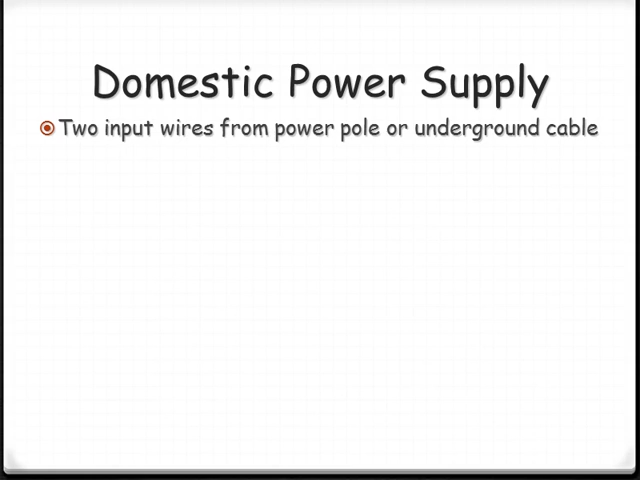 Domestic Power Supply
Two input wires from power pole or underground cable